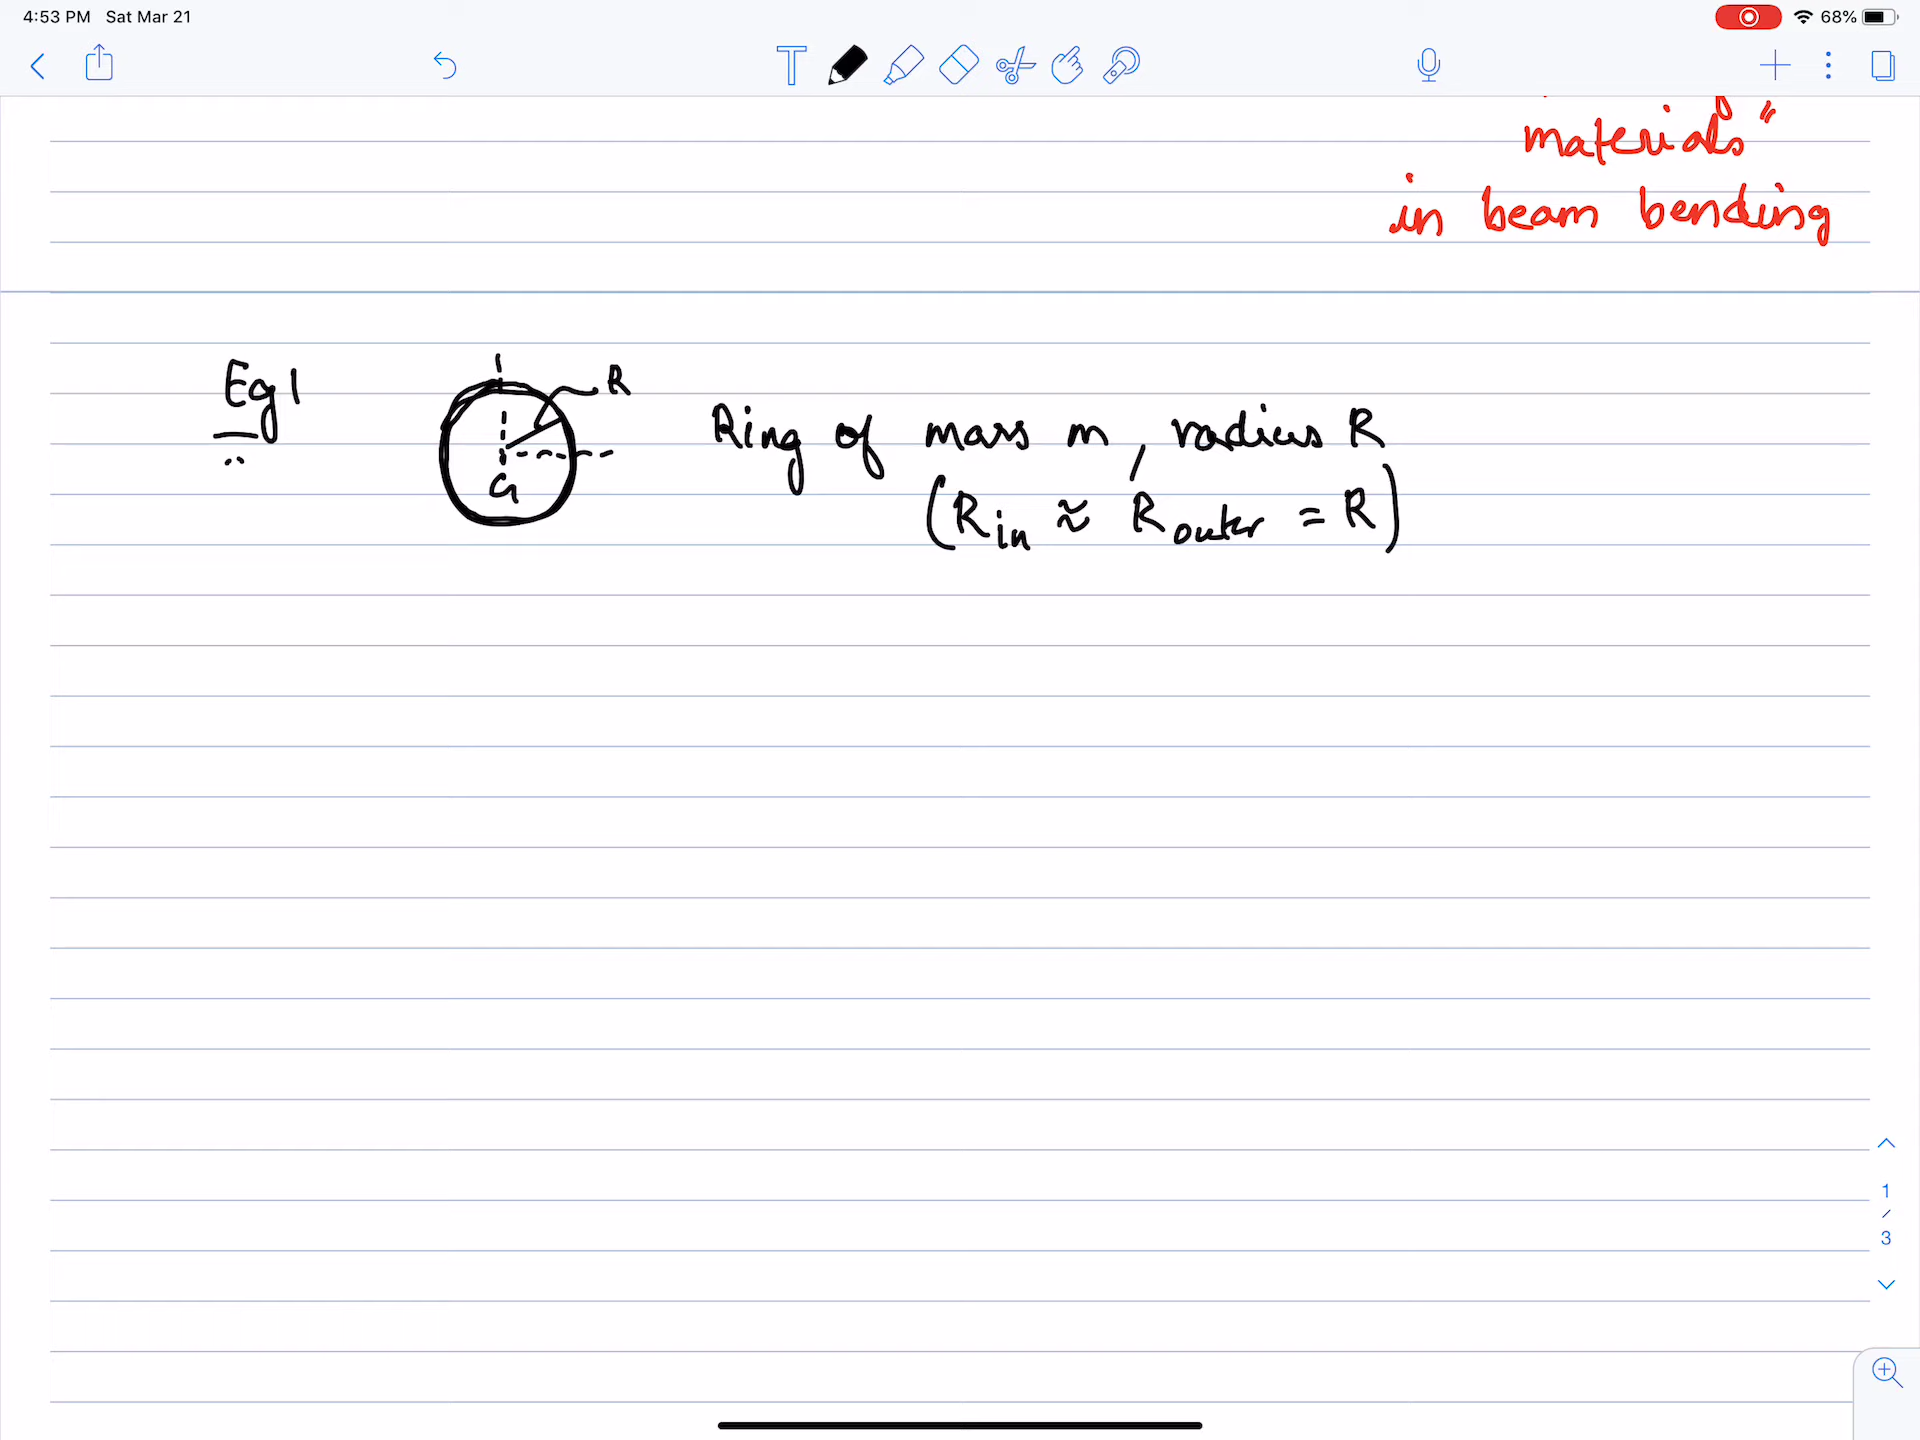 4:53 PM Sat Mar 21
68%
materials"
in beam bending
Eg 1
R
G
Ring of mass m, radius R
(Rin ≈ Router = R)
1
/
3